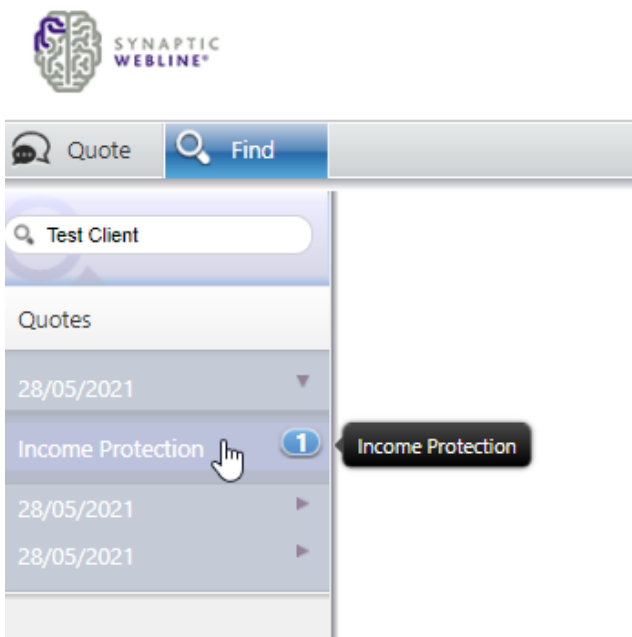 SYNAPTIC
WEBLINE®
Quote
Find
Test Client
Quotes
28/05/2021
Income Protection
1
Income Protection
28/05/2021
28/05/2021